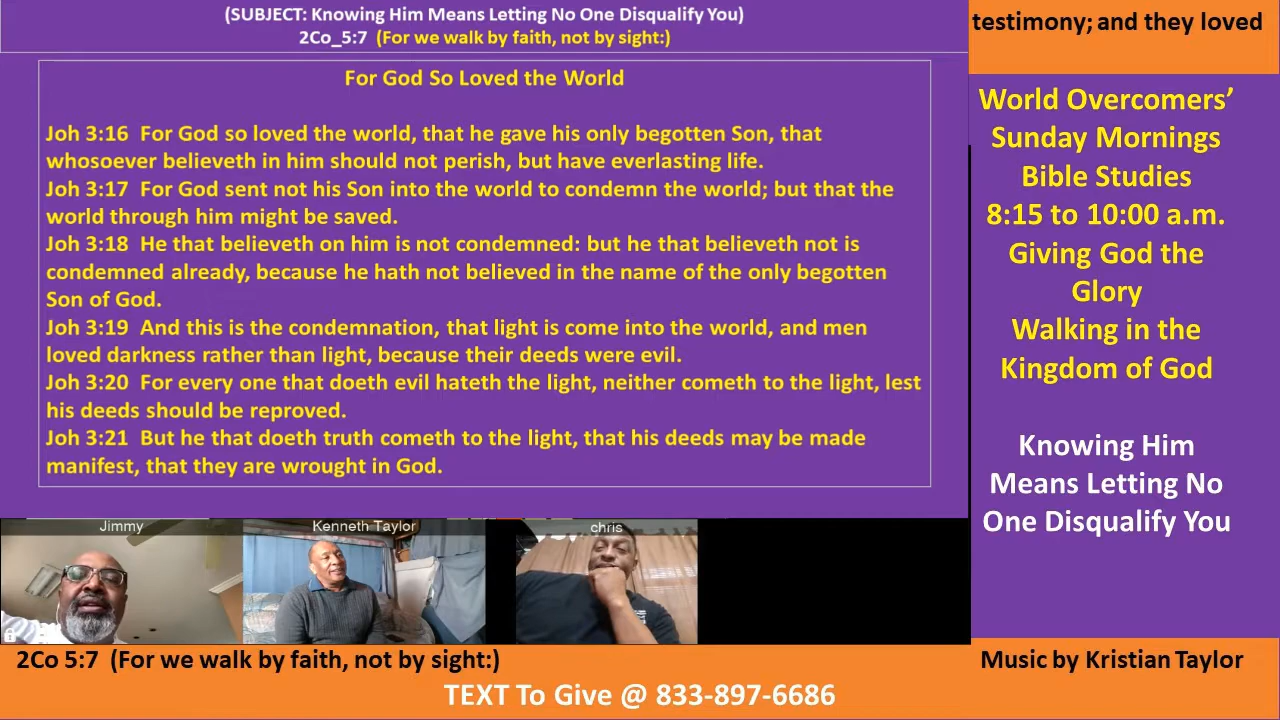 (SUBJECT: Knowing Him Means Letting No One Disqualify You)
2Co_5:7 (For we walk by faith, not by sight:)
For God So Loved the World
Joh 3:16 For God so loved the world, that he gave his only begotten Son, that
whosoever believeth in him should not perish, but have everlasting life.
Joh 3:17 For God sent not his Son into the world to condemn the world; but that the
world through him might be saved.
Joh 3:18 He that believeth on him is not condemned: but he that believeth not is
condemned already, because he hath not believed in the name of the only begotten
Son of God.
Joh 3:19 And this is the condemnation, that light is come into the world, and men
loved darkness rather than light, because their deeds were evil.
Joh 3:20 For every one that doeth evil hateth the light, neither cometh to the light, lest
his deeds should be reproved.
Joh 3:21 But he that doeth truth cometh to the light, that his deeds may be made
manifest, that they are wrought in God.
testimony; and they loved
World Overcomers’
Sunday Mornings
Bible Studies
8:15 to 10:00 a.m.
Giving God the
Glory
Walking in the
Kingdom of God
Knowing Him
Means Letting No
One Disqualify You
Jimmy
Kenneth Taylor
chris
2Co 5:7 (For we walk by faith, not by sight:)
Music by Kristian Taylor
TEXT To Give @ 833-897-6686